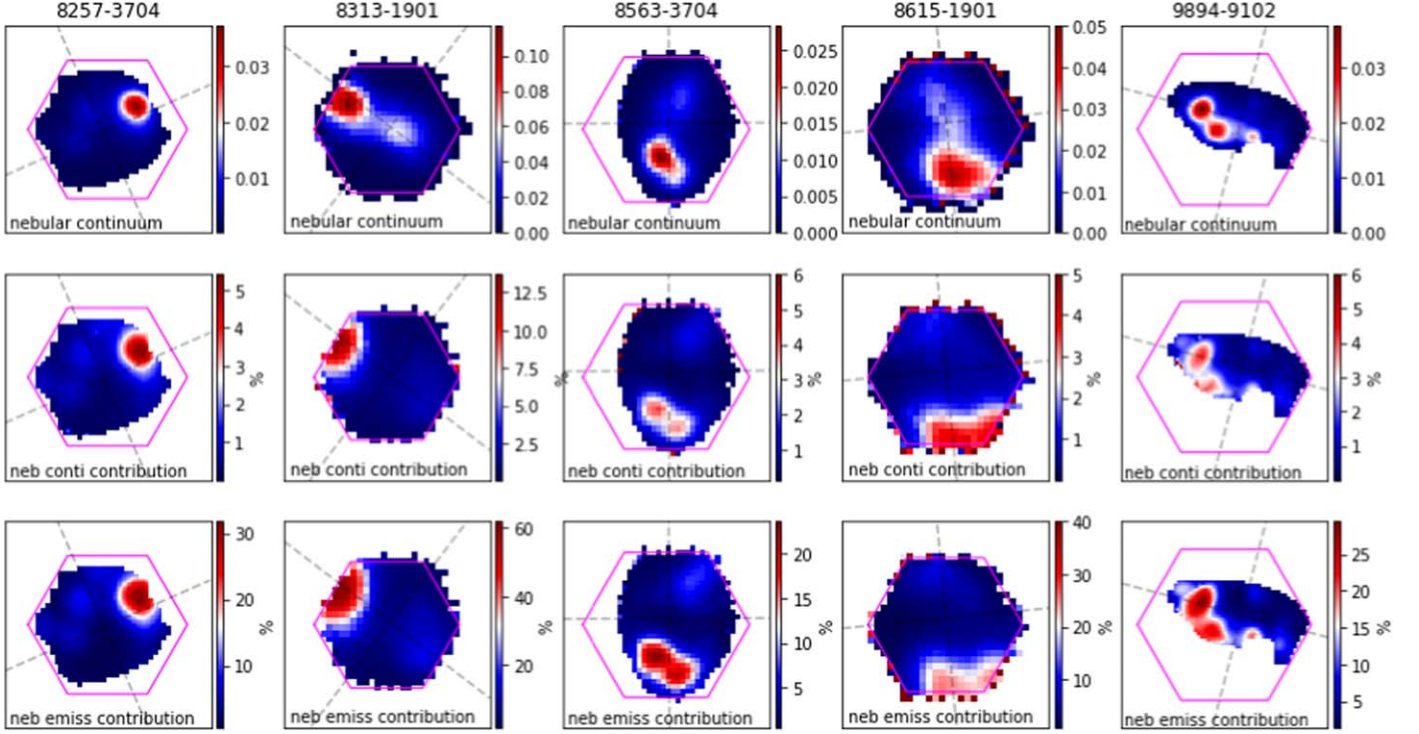 8257-3704 8313-1901 8563-3704 8615-1901 9894-9102
0.03 0.10 0.025 0.05 0.03
0.02 0.08 0.020 0.04 0.02
0.01 0.06 0.015 0.03 0.01
0.04 0.010 0.02
0.02 0.005 0.01
0.00 0.000 0.00 0.00
nebular continuum nebular continuum nebular continuum nebular continuum nebular continuum
5 12.5 6 5 6
4 10.0 5 4 5
3 7.5 4 3 4
2 5.0 3 2 3
1 2.5 2 1 2
1 1
% % % % %
neb conti contribution neb conti contribution neb conti contribution neb conti contribution neb conti contribution
30 60 20 40 25
20 40 15 30 20
10 20 10 20 15
5 10 10
5
% % % % %
neb emiss contribution neb emiss contribution neb emiss contribution neb emiss contribution neb emiss contribution